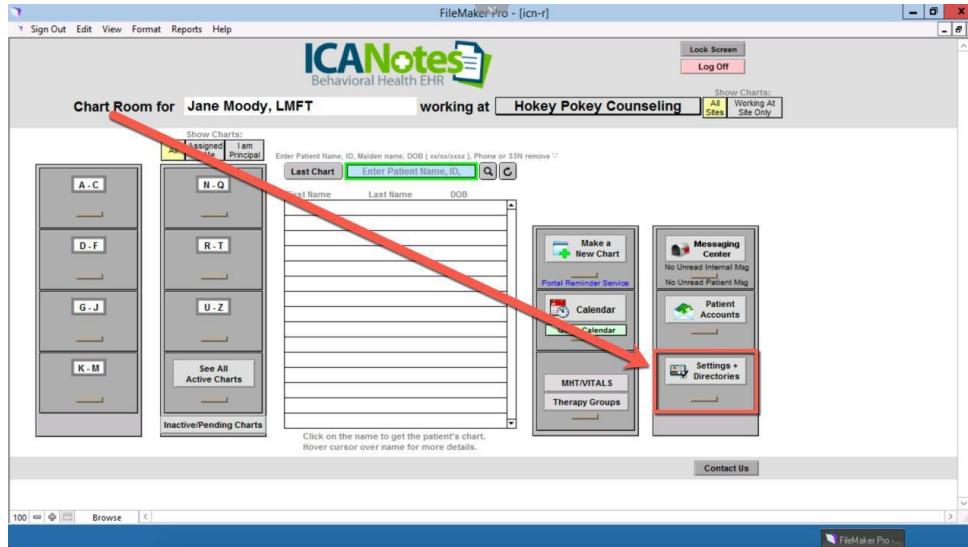 FileMaker Pro - [icn-r]
Sign Out Edit View Format Reports Help
ICANotes
Behavioral Health EHR
Lock Screen
Log Off
Chart Room for Jane Moody, LMFT working at Hokey Pokey Counseling
Show Charts:
All Sites
Working At Site Only
Show Charts:
Assigned
I am Principal
Enter Patient Name, ID, Maiden name, DOB ( xx/xx/xxxx ), Phone or SSN remove '-'
Last Chart
Enter Patient Name, ID,
First Name Last Name DOB
A - C
N - Q
D - F
R - T
G - J
U - Z
K - M
See All
Active Charts
Inactive/Pending Charts
Make a
New Chart
Portal Reminder Service
Calendar
Calendar
MHT/VITALS
Therapy Groups
Messaging
Center
No Unread Internal Msg
No Unread Patient Msg
Patient
Accounts
Settings +
Directories
Click on the name to get the patient's chart.
Hover cursor over name for more details.
Contact Us
100 Browse
FileMaker Pro -...